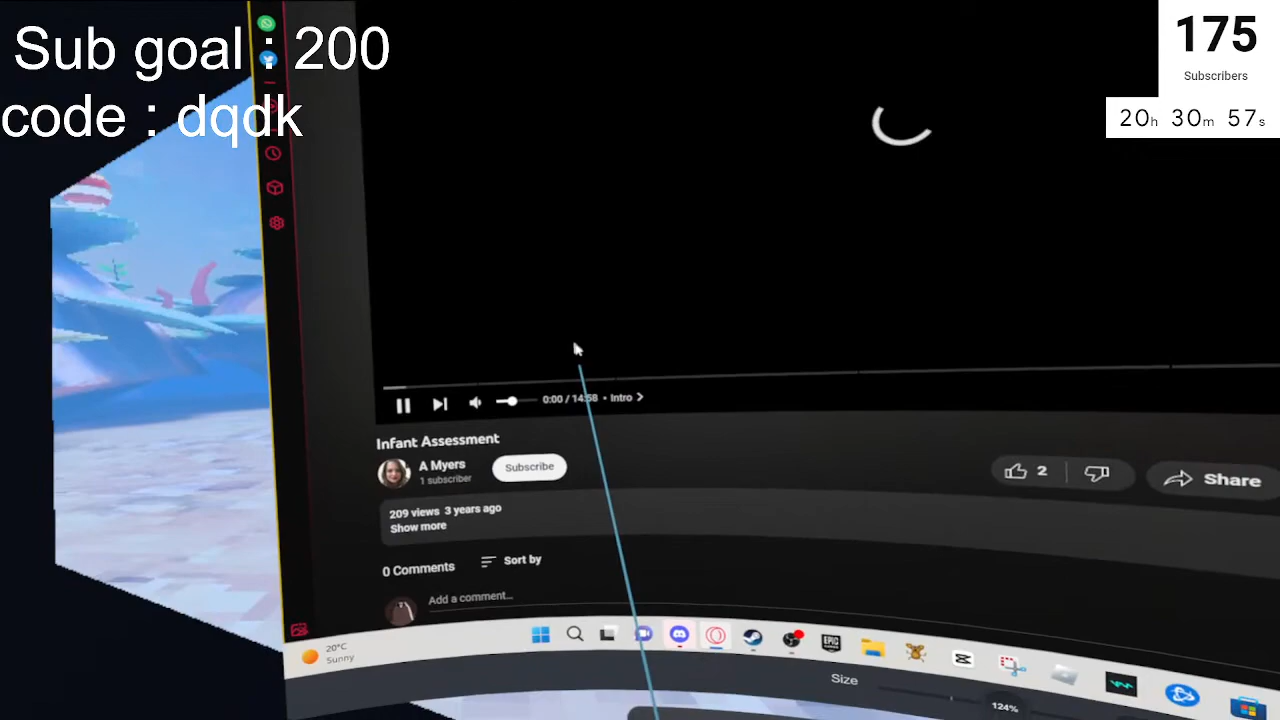 Sub goal : 200
code : dqdk
175
Subscribers
20h 30m 57s
0:00 / 14:58 • Intro
Infant Assessment
A Myers
1 subscriber
Subscribe
2
Share
209 views 3 years ago
Show more
0 Comments
Sort by
Add a comment...
20°C
Sunny
EPIC
Size
124%